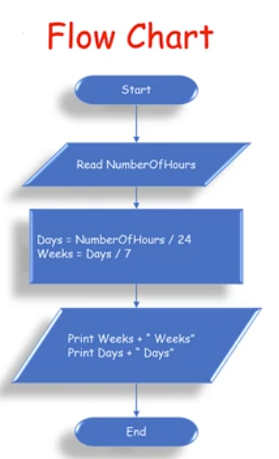 Flow Chart
Start
Read NumberOfHours
Days = NumberOfHours / 24
Weeks = Days / 7
Print Weeks + “ Weeks”
Print Days + “ Days”
End